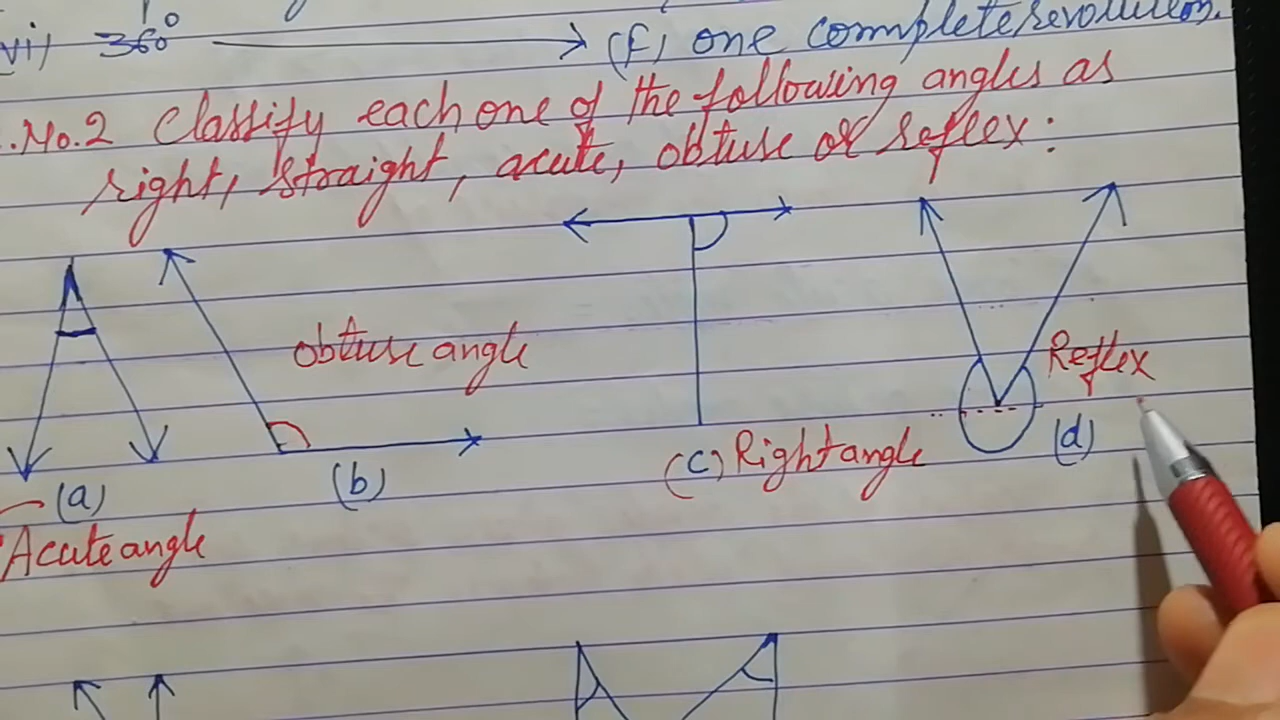 (vi) 360° → (f) one complete revolution.
.No.2 Classify each one of the following angles as
right, straight, acute, obtuse or reflex:
obtuse angle
Reflex
(a) (b) (c) Right angle (d)
Acute angle